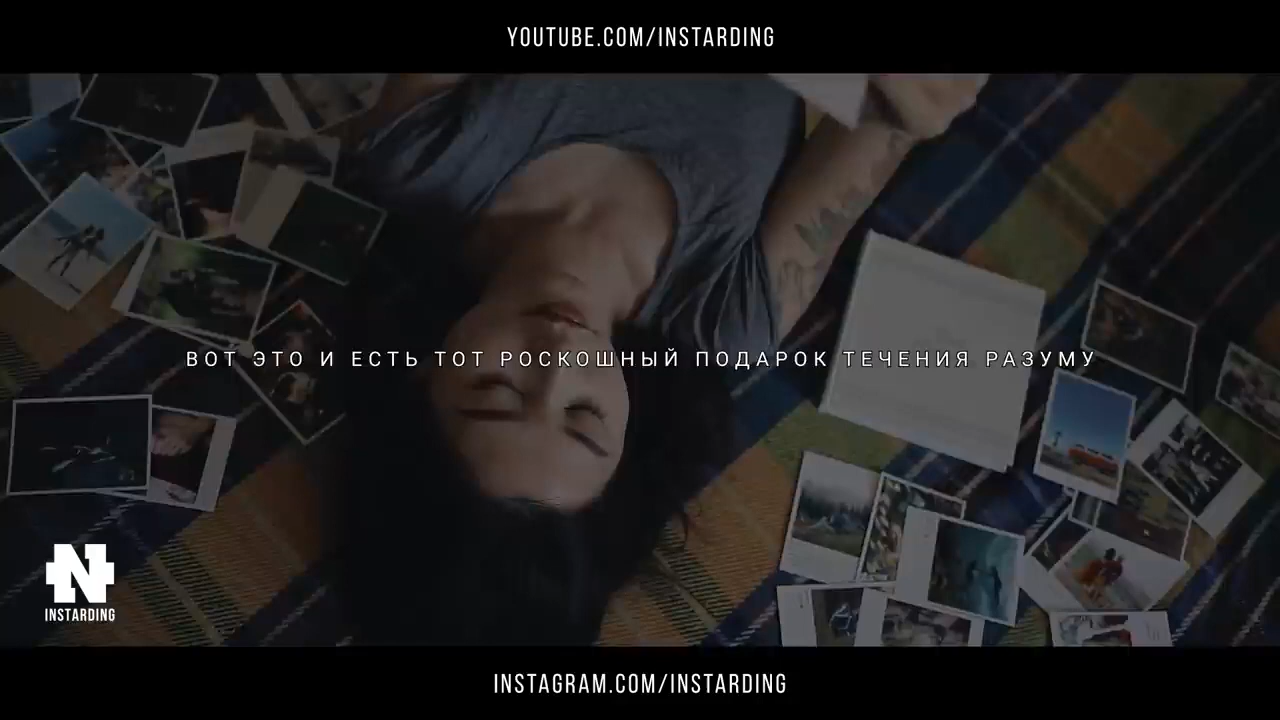 YOUTUBE.COM/INSTARDING
ВОТ ЭТО И ЕСТЬ ТОТ РОСКОШНЫЙ ПОДАРОК ТЕЧЕНИЯ РАЗУМУ
N
INSTARDING
INSTAGRAM.COM/INSTARDING